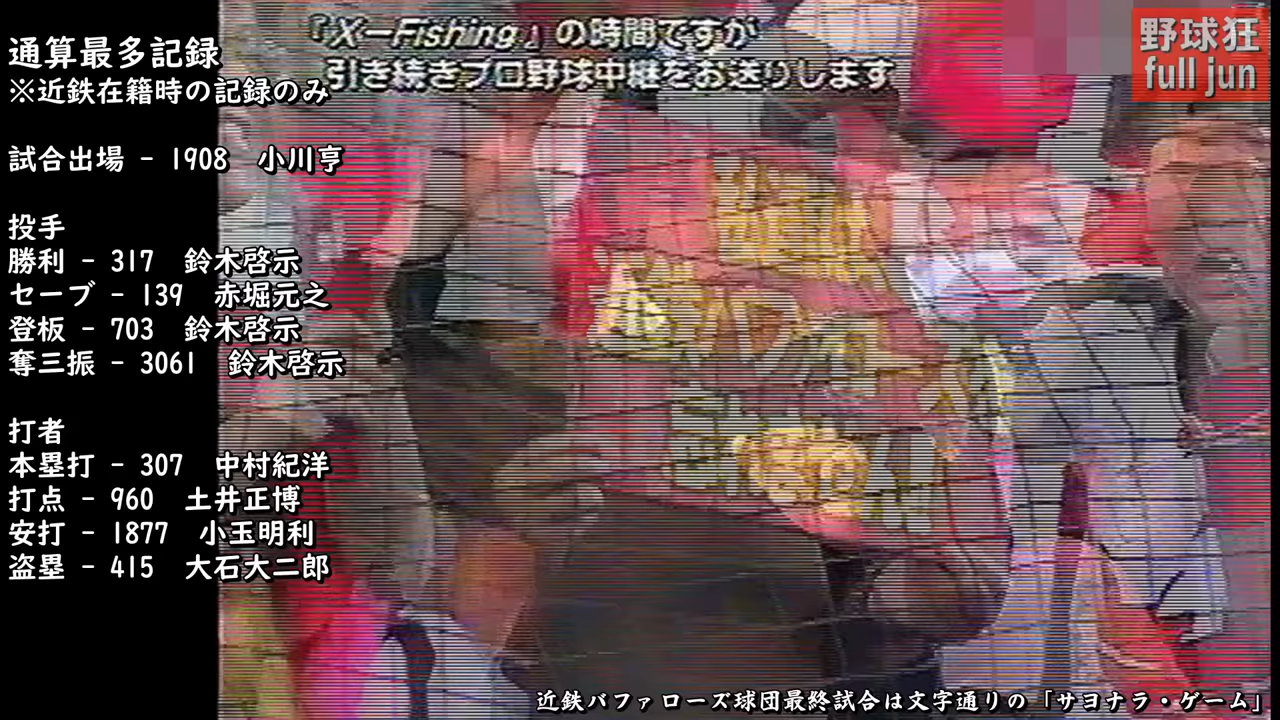 通算最多記録
※近鉄在籍時の記録のみ
試合出場 - 1908 小川亨
投手
勝利 - 317 鈴木啓示
セーブ - 139 赤堀元之
登板 - 703 鈴木啓示
奪三振 - 3061 鈴木啓示
打者
本塁打 - 307 中村紀洋
打点 - 960 土井正博
安打 - 1877 小玉明利
盗塁 - 415 大石大二郎
『X-Fishing』の時間ですが
引き続きプロ野球中継をお送りします
野球狂
full jun
近鉄バファローズ球団最終試合は文字通りの「サヨナラ・ゲーム」